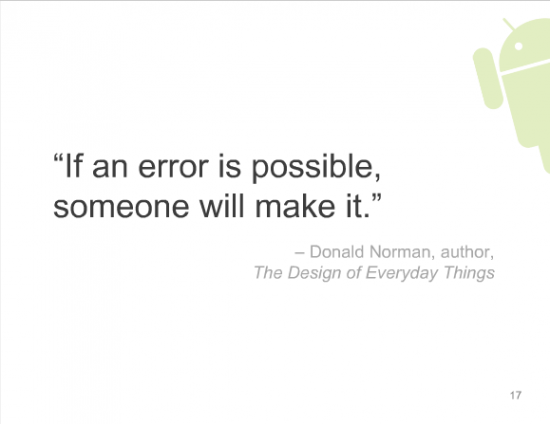 “If an error is possible,
someone will make it.”
– Donald Norman, author,
The Design of Everyday Things
17